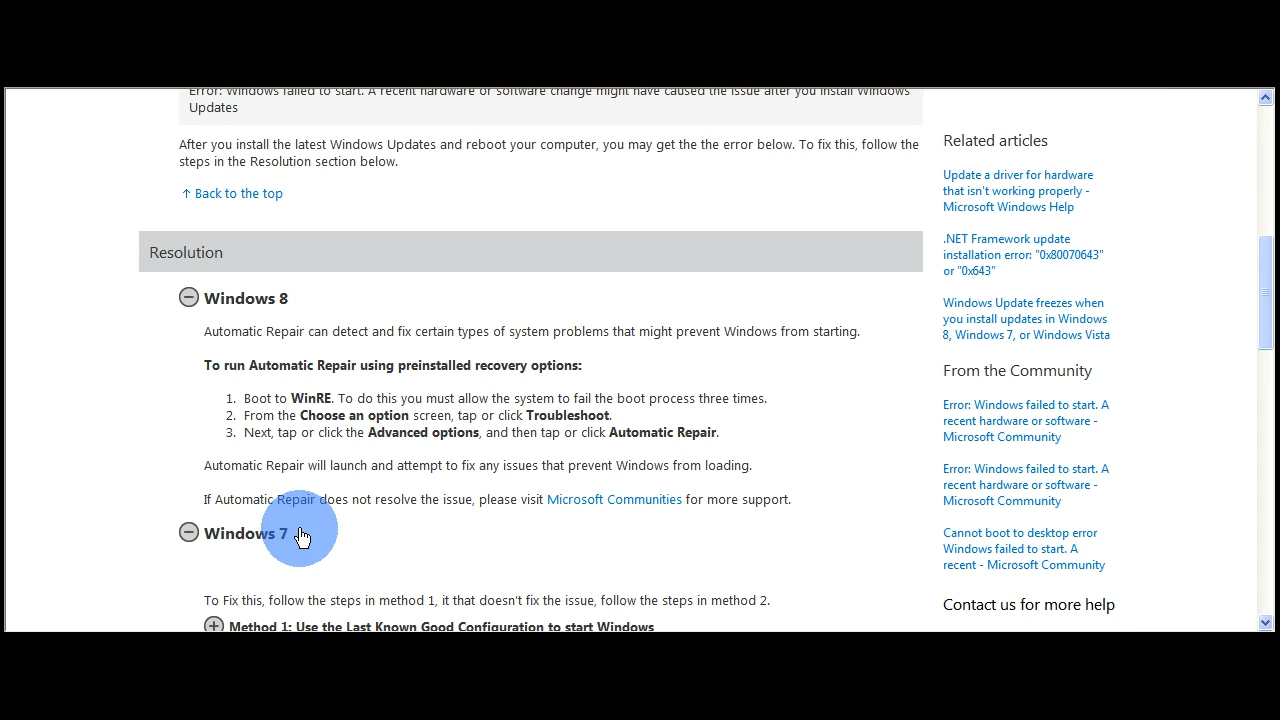 Error: Windows failed to start. A recent hardware or software change might have caused the issue after you install Windows
Updates
After you install the latest Windows Updates and reboot your computer, you may get the the error below. To fix this, follow the
steps in the Resolution section below.
↑ Back to the top
Resolution
Windows 8
Automatic Repair can detect and fix certain types of system problems that might prevent Windows from starting.
To run Automatic Repair using preinstalled recovery options:
1. Boot to WinRE. To do this you must allow the system to fail the boot process three times.
2. From the Choose an option screen, tap or click Troubleshoot.
3. Next, tap or click the Advanced options, and then tap or click Automatic Repair.
Automatic Repair will launch and attempt to fix any issues that prevent Windows from loading.
If Automatic Repair does not resolve the issue, please visit Microsoft Communities for more support.
Windows 7
To Fix this, follow the steps in method 1, it that doesn't fix the issue, follow the steps in method 2.
Method 1: Use the Last Known Good Configuration to start Windows
Related articles
Update a driver for hardware
that isn't working properly -
Microsoft Windows Help
.NET Framework update
installation error: "0x80070643"
or "0x643"
Windows Update freezes when
you install updates in Windows
8, Windows 7, or Windows Vista
From the Community
Error: Windows failed to start. A
recent hardware or software -
Microsoft Community
Error: Windows failed to start. A
recent hardware or software -
Microsoft Community
Cannot boot to desktop error
Windows failed to start. A
recent - Microsoft Community
Contact us for more help